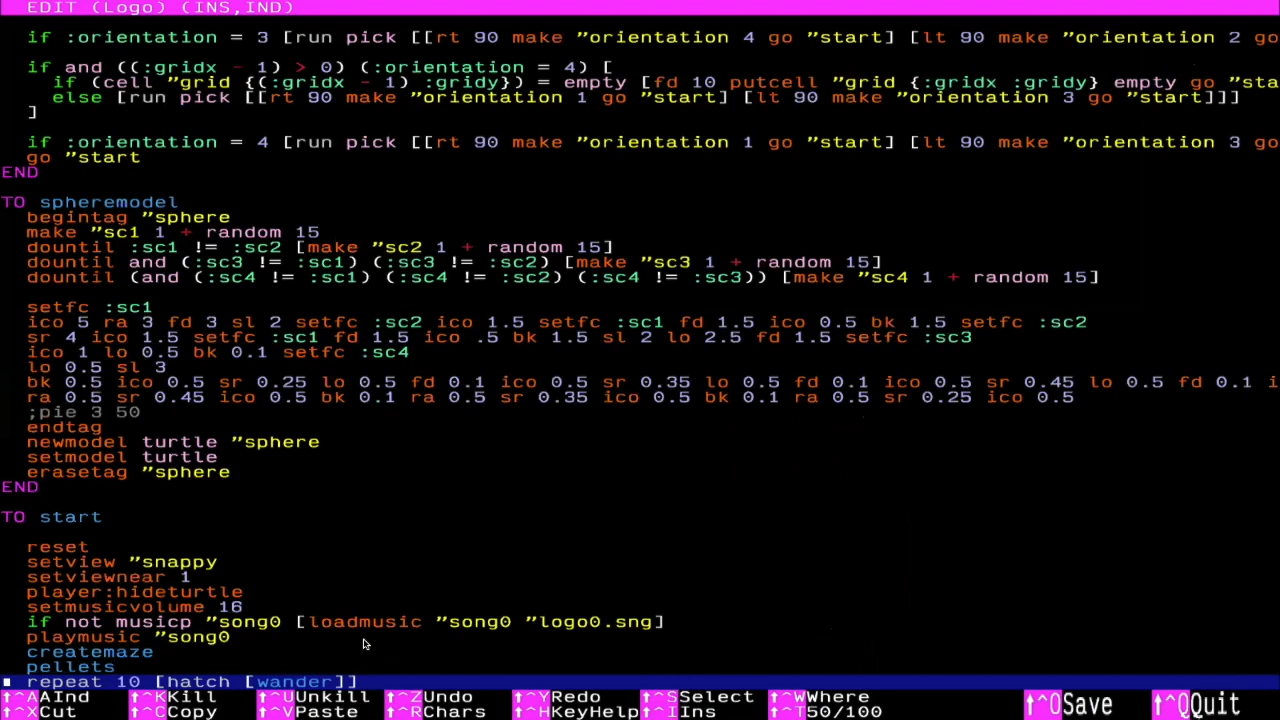 EDIT (Logo) (INS,IND)
if :orientation = 3 [run pick [[rt 90 make "orientation 4 go "start] [lt 90 make "orientation 2 go
if and ((:gridx - 1) > 0) (:orientation = 4) [
if (cell "grid {(:gridx - 1) :gridy}) = empty [fd 10 putcell "grid {:gridx :gridy} empty go "sta
else [run pick [[rt 90 make "orientation 1 go "start] [lt 90 make "orientation 3 go "start]]]
]
if :orientation = 4 [run pick [[rt 90 make "orientation 1 go "start] [lt 90 make "orientation 3 go
go "start
END
TO spheremodel
begintag "sphere
make "sc1 1 + random 15
dountil :sc1 != :sc2 [make "sc2 1 + random 15]
dountil and (:sc3 != :sc1) (:sc3 != :sc2) [make "sc3 1 + random 15]
dountil (and (:sc4 != :sc1) (:sc4 != :sc2) (:sc4 != :sc3)) [make "sc4 1 + random 15]
setfc :sc1
ico 5 ra 3 fd 3 sl 2 setfc :sc2 ico 1.5 setfc :sc1 fd 1.5 ico 0.5 bk 1.5 setfc :sc2
sr 4 ico 1.5 setfc :sc1 fd 1.5 ico .5 bk 1.5 sl 2 lo 2.5 fd 1.5 setfc :sc3
ico 1 lo 0.5 bk 0.1 setfc :sc4
lo 0.5 sl 3
bk 0.5 ico 0.5 sr 0.25 lo 0.5 fd 0.1 ico 0.5 sr 0.35 lo 0.5 fd 0.1 ico 0.5 sr 0.45 lo 0.5 fd 0.1 i
ra 0.5 sr 0.45 ico 0.5 bk 0.1 ra 0.5 sr 0.35 ico 0.5 bk 0.1 ra 0.5 sr 0.25 ico 0.5
;pie 3 50
endtag
newmodel turtle "sphere
setmodel turtle
erasetag "sphere
END
TO start
reset
setview "snappy
setviewnear 1
player:hideturtle
setmusicvolume 16
if not musicp "song0 [loadmusic "song0 "logo0.sng]
playmusic "song0
createmaze
pellets
repeat 10 [hatch [wander]]
↑^AAInd ↑^KKill ↑^UUnkill ↑^ZUndo ↑^YRedo ↑^SSelect ↑^WWhere ↑^OSave ↑^QQuit
↑^XCut ↑^CCopy ↑^VPaste ↑^RChars ↑^HKeyHelp ↑^IIns ↑^T50/100